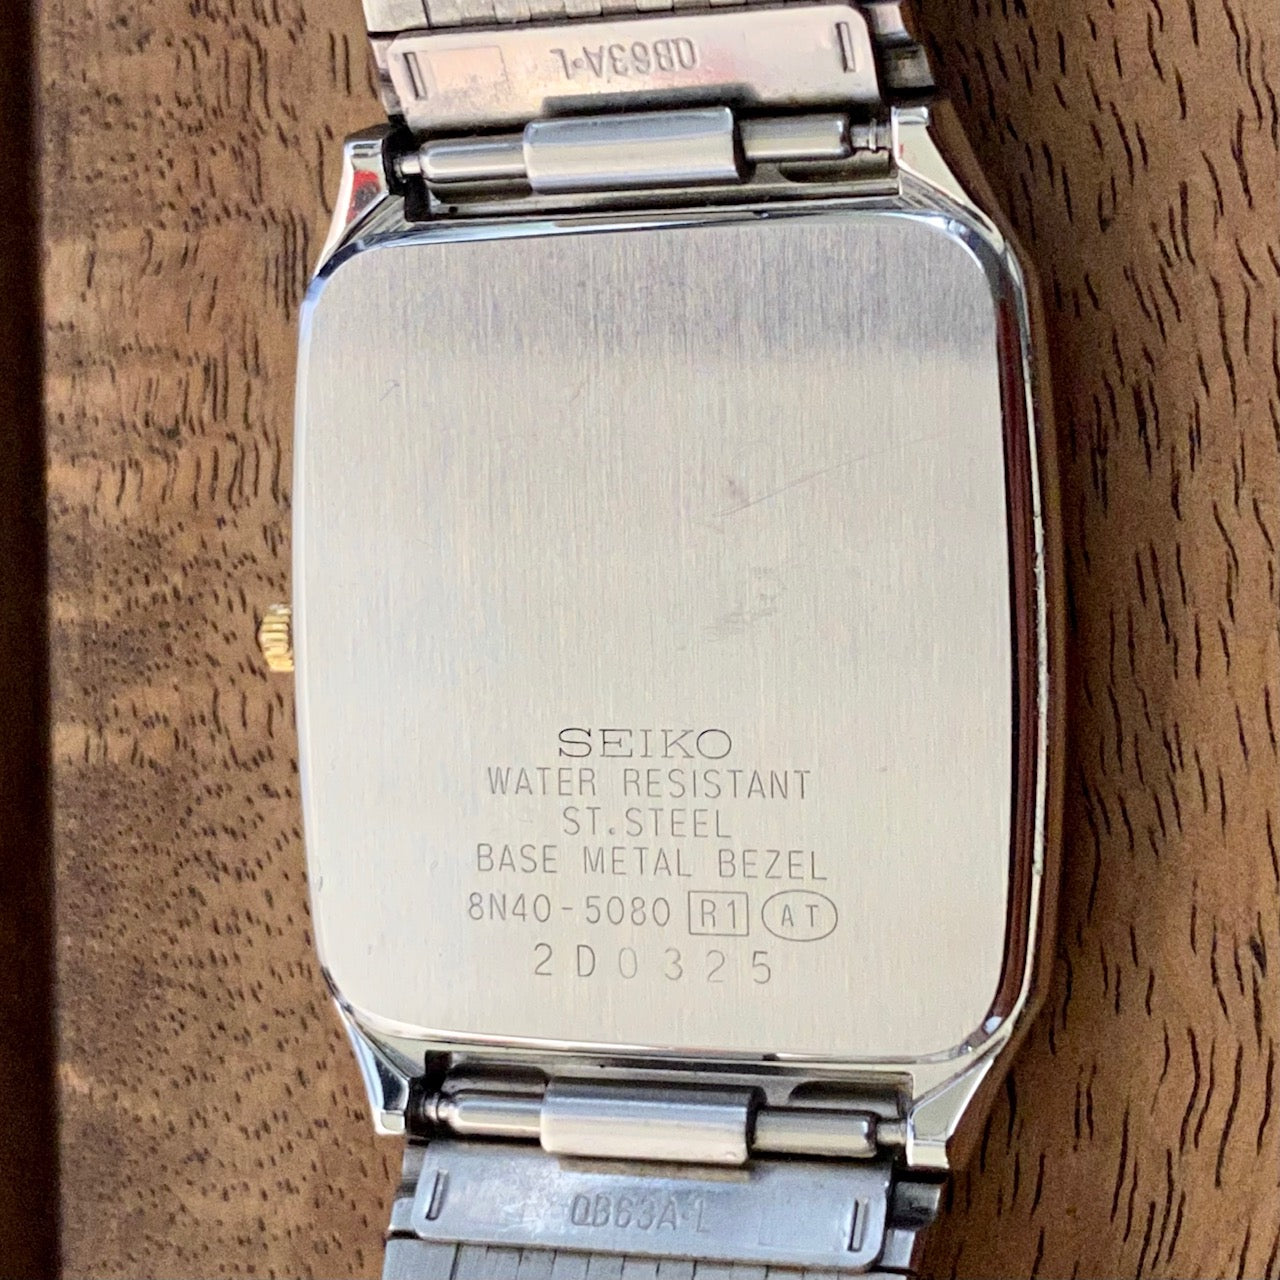 QB63A·L
SEIKO
WATER RESISTANT
ST.STEEL
BASE METAL BEZEL
8N40-5080 R1 AT
2D0325
QB63A·L